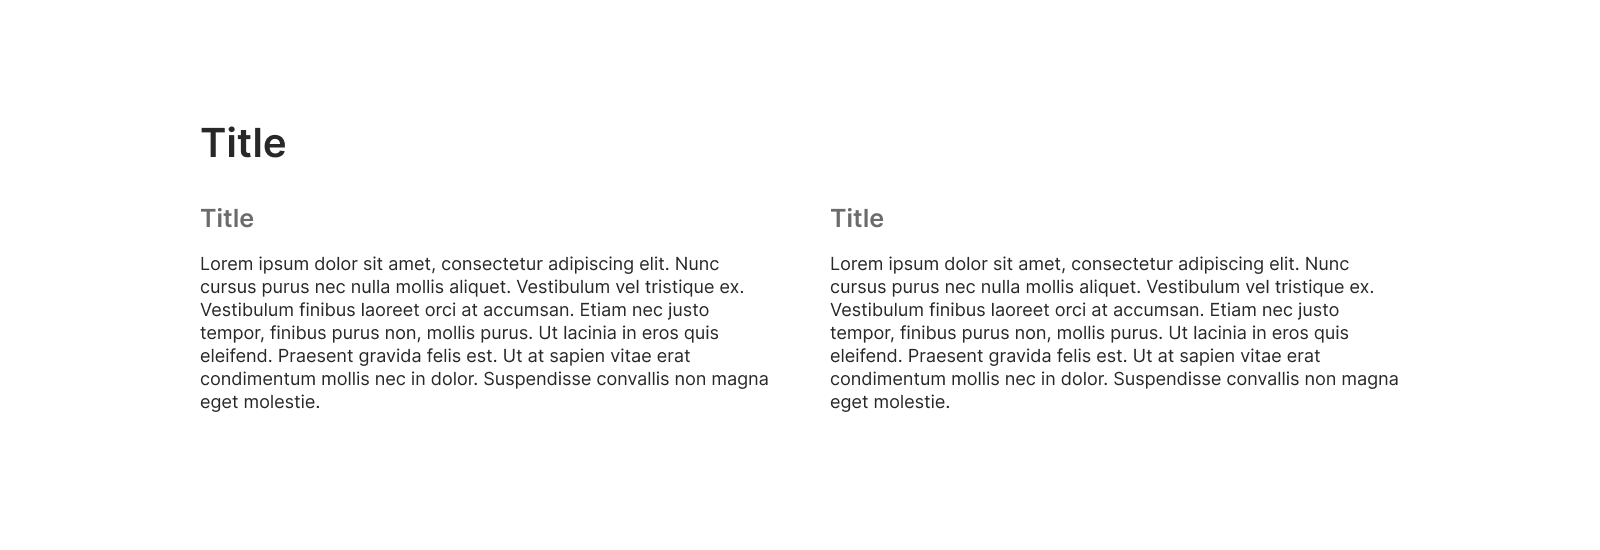 Title
Title
Lorem ipsum dolor sit amet, consectetur adipiscing elit. Nunc
cursus purus nec nulla mollis aliquet. Vestibulum vel tristique ex.
Vestibulum finibus laoreet orci at accumsan. Etiam nec justo
tempor, finibus purus non, mollis purus. Ut lacinia in eros quis
eleifend. Praesent gravida felis est. Ut at sapien vitae erat
condimentum mollis nec in dolor. Suspendisse convallis non magna
eget molestie.
Title
Lorem ipsum dolor sit amet, consectetur adipiscing elit. Nunc
cursus purus nec nulla mollis aliquet. Vestibulum vel tristique ex.
Vestibulum finibus laoreet orci at accumsan. Etiam nec justo
tempor, finibus purus non, mollis purus. Ut lacinia in eros quis
eleifend. Praesent gravida felis est. Ut at sapien vitae erat
condimentum mollis nec in dolor. Suspendisse convallis non magna
eget molestie.